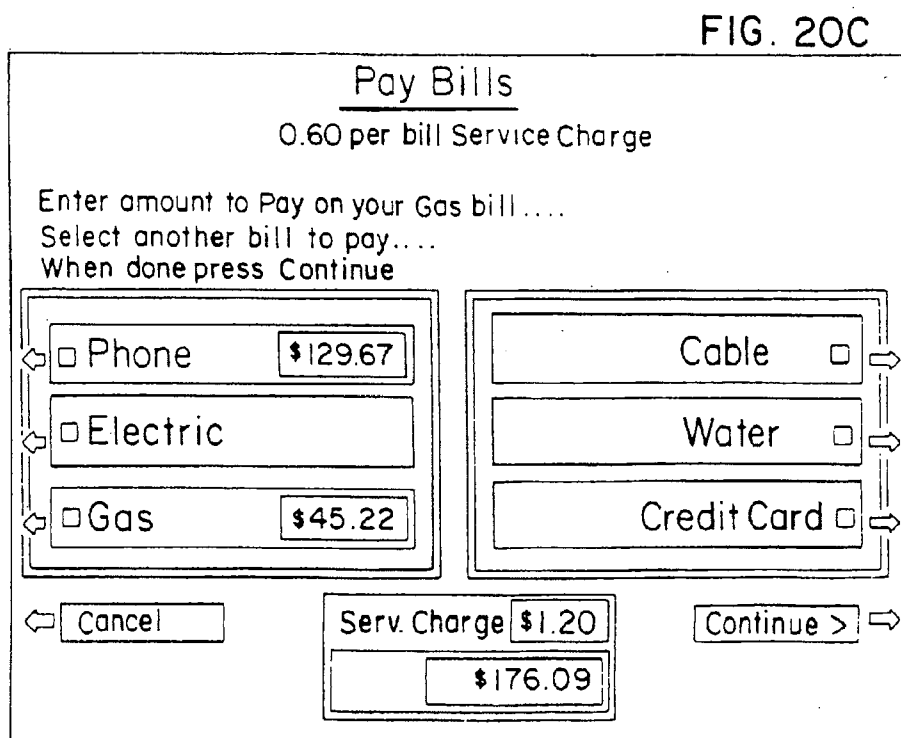 FIG. 20C
Pay Bills
0.60 per bill Service Charge
Enter amount to Pay on your Gas bill....
Select another bill to pay....
When done press Continue
Phone $129.67
Cable
Electric
Water
Gas $45.22
Credit Card
Cancel
Serv. Charge $1.20
Continue >
$176.09